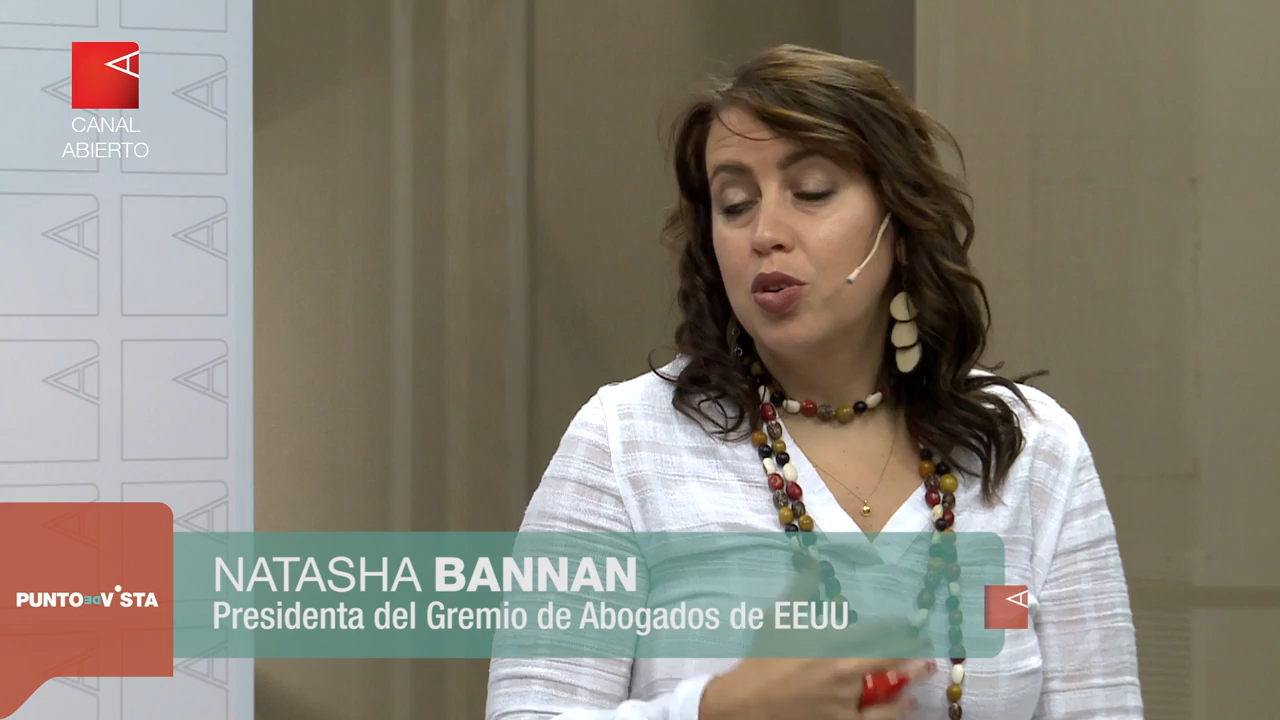 CANAL
ABIERTO
NATASHA BANNAN
Presidenta del Gremio de Abogados de EEUU
PUNTO DE VISTA